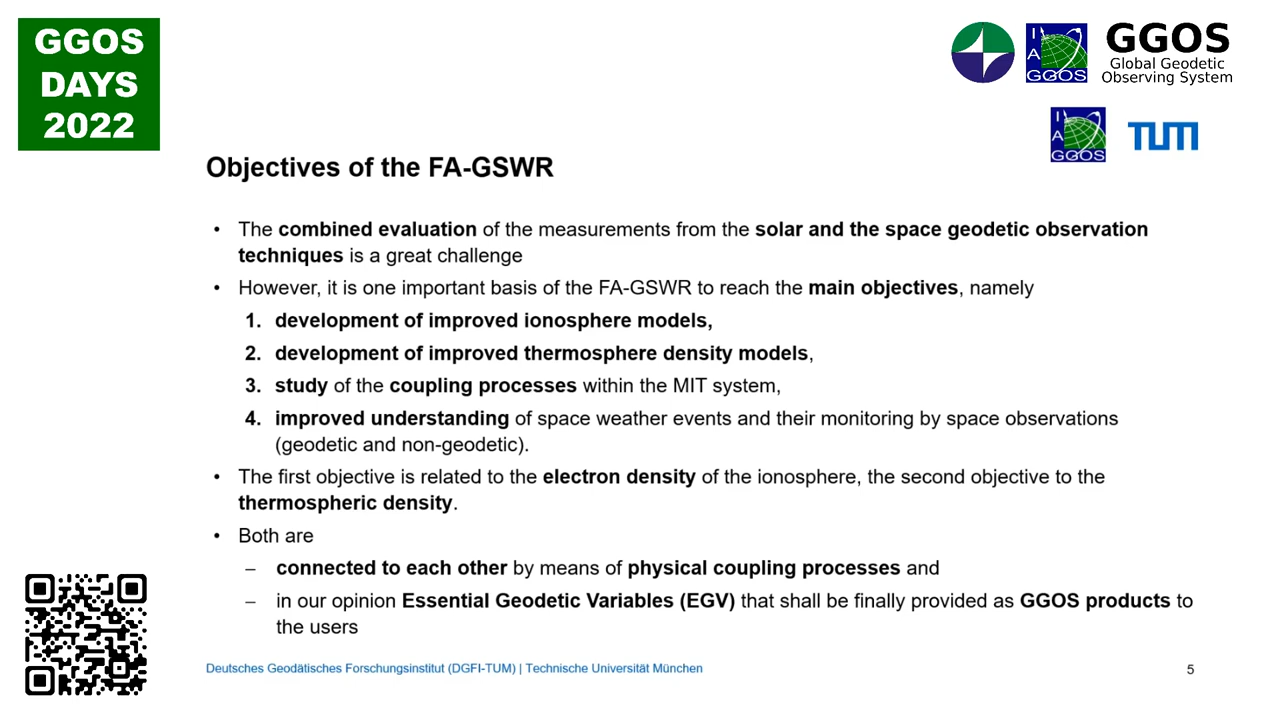 GGOS
DAYS
2022
GGOS
Global Geodetic
Observing System
I
A
GGOS
I
A
GGOS
TUM
Objectives of the FA-GSWR
• The combined evaluation of the measurements from the solar and the space geodetic observation
techniques is a great challenge
• However, it is one important basis of the FA-GSWR to reach the main objectives, namely
1. development of improved ionosphere models,
2. development of improved thermosphere density models,
3. study of the coupling processes within the MIT system,
4. improved understanding of space weather events and their monitoring by space observations
(geodetic and non-geodetic).
• The first objective is related to the electron density of the ionosphere, the second objective to the
thermospheric density.
• Both are
– connected to each other by means of physical coupling processes and
– in our opinion Essential Geodetic Variables (EGV) that shall be finally provided as GGOS products to
the users
Deutsches Geodätisches Forschungsinstitut (DGFI-TUM) | Technische Universität München
5